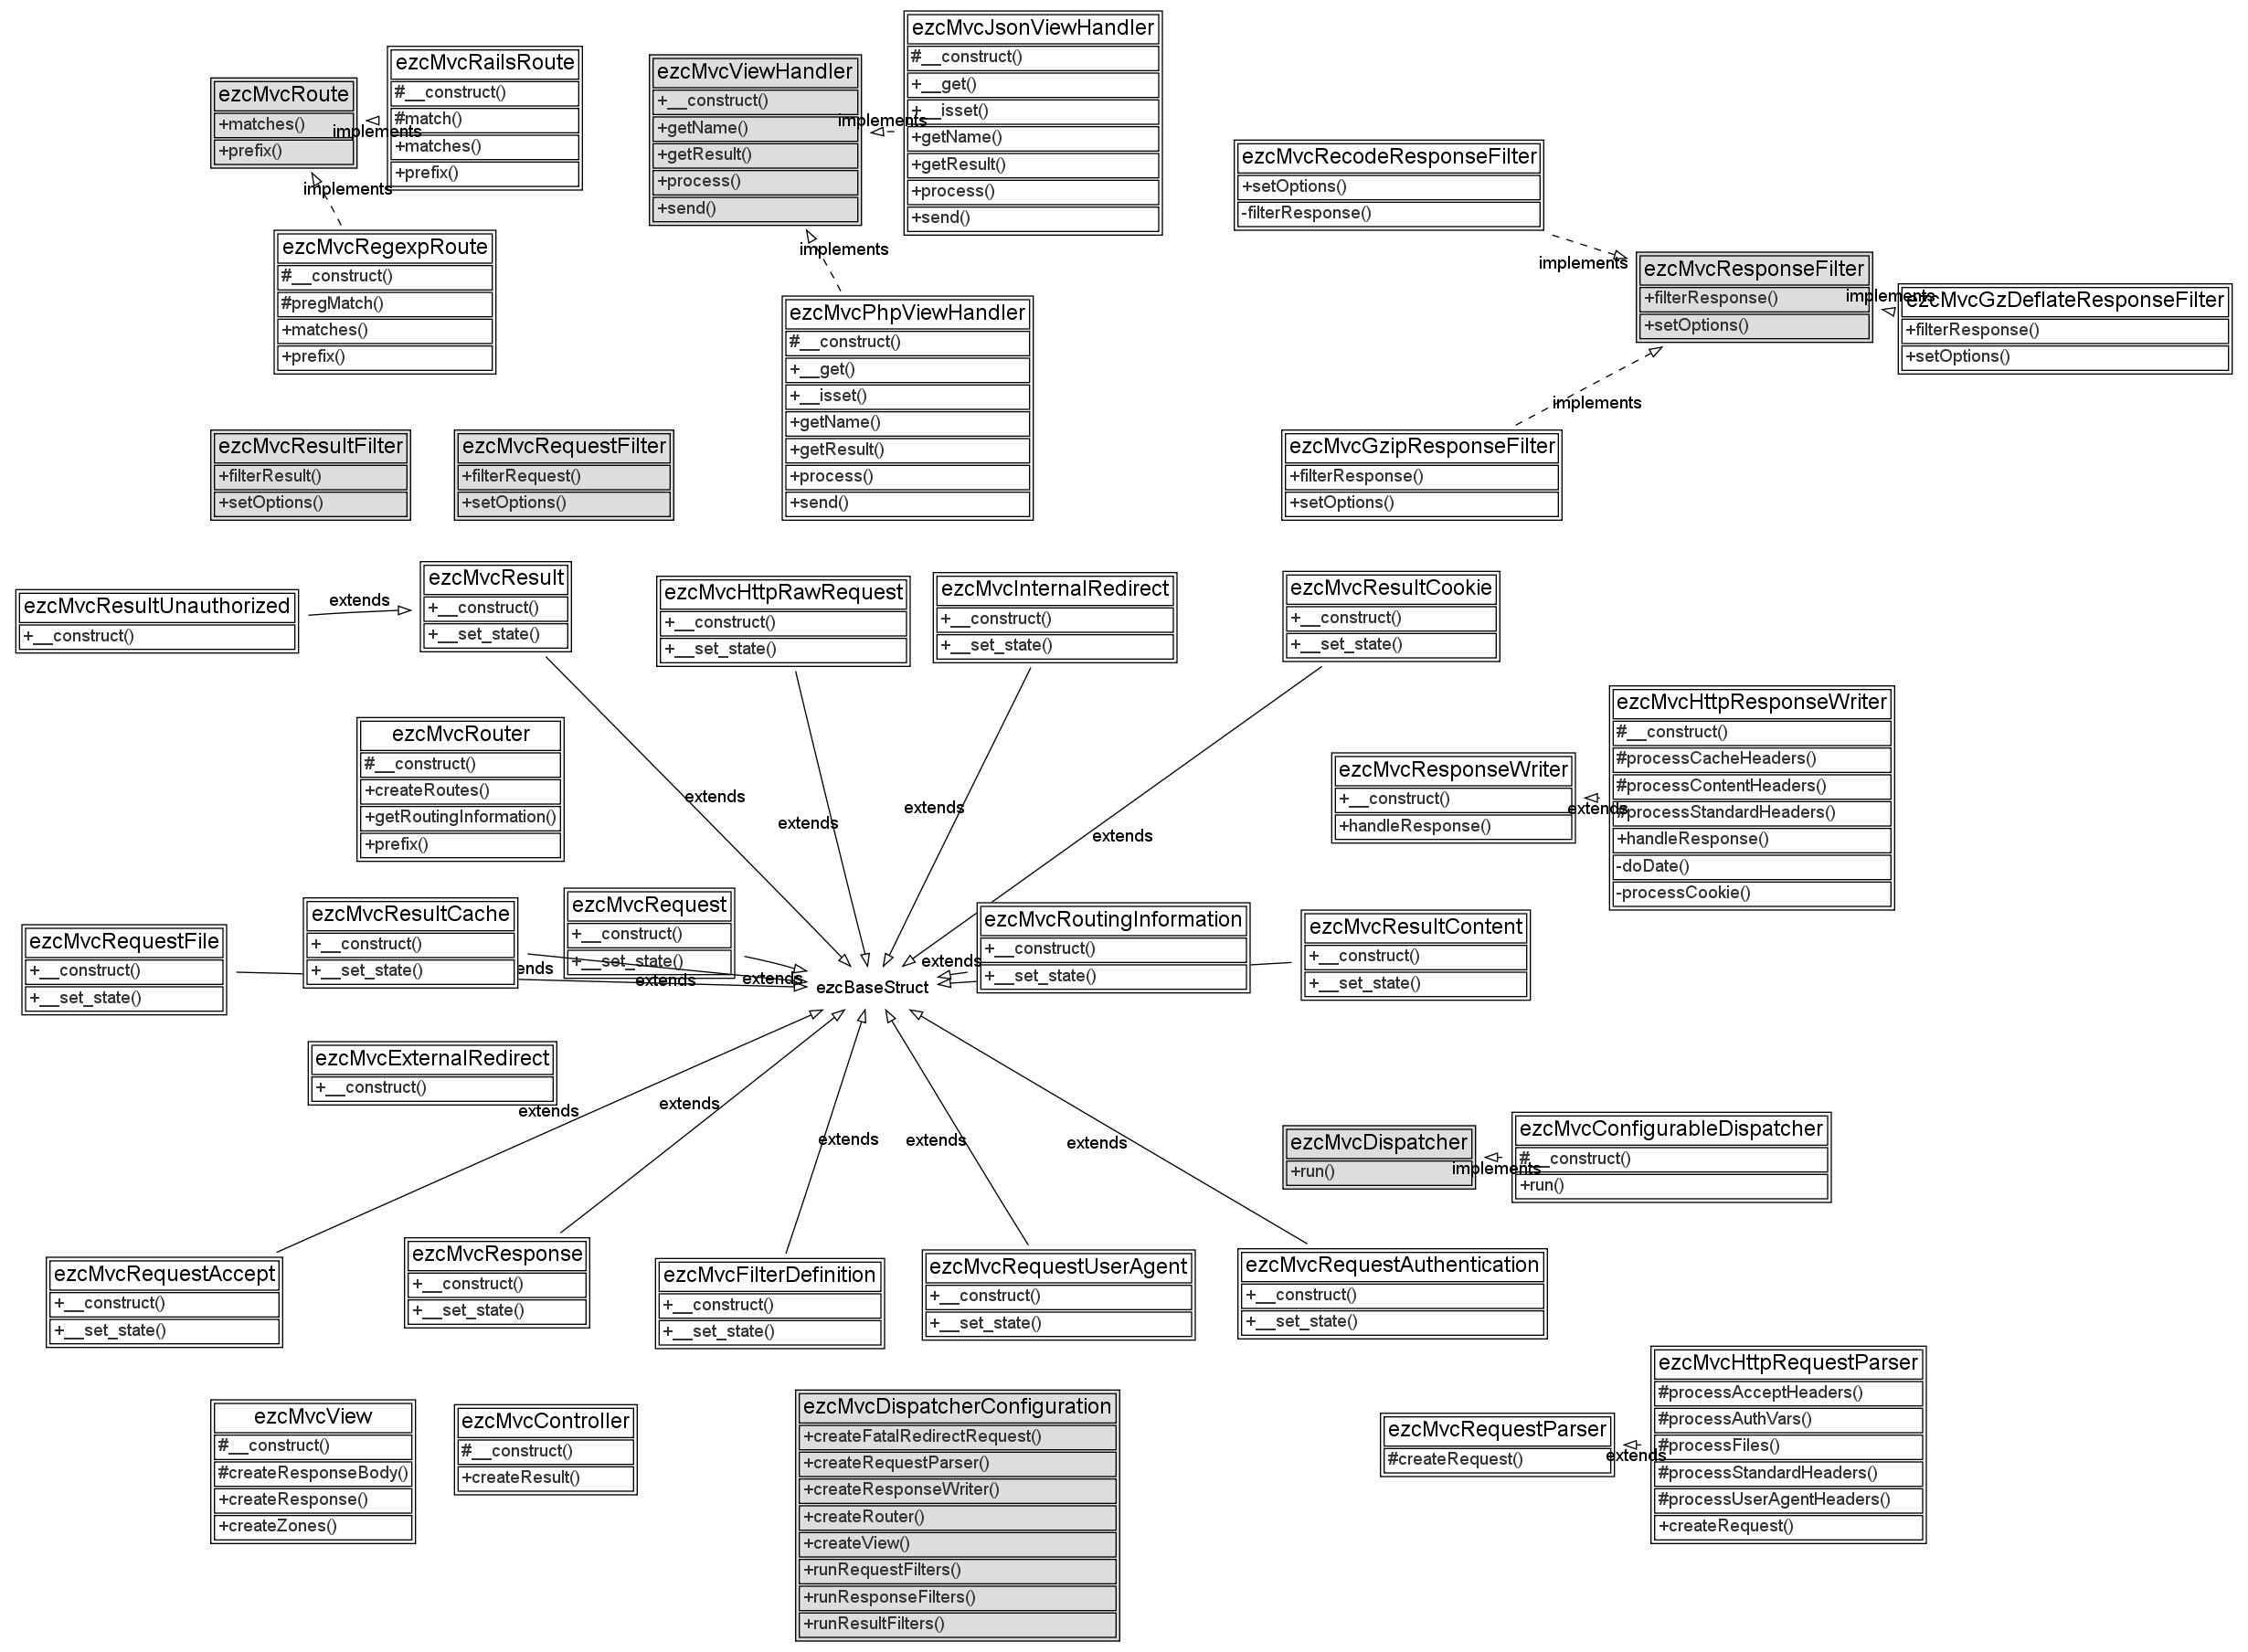 ezcMvcRoute
+matches()
+prefix()
implements
ezcMvcRailsRoute
#__construct()
#match()
+matches()
+prefix()
implements
ezcMvcRegexpRoute
#__construct()
#pregMatch()
+matches()
+prefix()
ezcMvcViewHandler
+__construct()
+getName()
+getResult()
+process()
+send()
implements
ezcMvcJsonViewHandler
#__construct()
+__get()
+__isset()
+getName()
+getResult()
+process()
+send()
implements
ezcMvcPhpViewHandler
#__construct()
+__get()
+__isset()
+getName()
+getResult()
+process()
+send()
ezcMvcRecodeResponseFilter
+setOptions()
-filterResponse()
implements
ezcMvcResponseFilter
+filterResponse()
+setOptions()
implements
ezcMvcGzDeflateResponseFilter
+filterResponse()
+setOptions()
implements
ezcMvcGzipResponseFilter
+filterResponse()
+setOptions()
ezcMvcResultFilter
+filterResult()
+setOptions()
ezcMvcRequestFilter
+filterRequest()
+setOptions()
ezcMvcResultUnauthorized
+__construct()
extends
ezcMvcResult
+__construct()
+__set_state()
ezcMvcHttpRawRequest
+__construct()
+__set_state()
ezcMvcInternalRedirect
+__construct()
+__set_state()
ezcMvcResultCookie
+__construct()
+__set_state()
ezcMvcRouter
#__construct()
+createRoutes()
+getRoutingInformation()
+prefix()
extends
extends
extends
extends
ezcMvcResponseWriter
+__construct()
+handleResponse()
extends
ezcMvcHttpResponseWriter
#__construct()
#processCacheHeaders()
#processContentHeaders()
#processStandardHeaders()
+handleResponse()
-doDate()
-processCookie()
ezcMvcRequestFile
+__construct()
+__set_state()
ezcMvcResultCache
+__construct()
+__set_state()
ends
ezcMvcRequest
+__construct()
+__set_state()
extends
extends
ezcBaseStruct
extends
ezcMvcRoutingInformation
+__construct()
+__set_state()
ezcMvcResultContent
+__construct()
+__set_state()
ezcMvcExternalRedirect
+__construct()
extends
extends
extends
extends
extends
ezcMvcDispatcher
+run()
implements
ezcMvcConfigurableDispatcher
#__construct()
+run()
ezcMvcRequestAccept
+__construct()
+__set_state()
ezcMvcResponse
+__construct()
+__set_state()
ezcMvcFilterDefinition
+__construct()
+__set_state()
ezcMvcRequestUserAgent
+__construct()
+__set_state()
ezcMvcRequestAuthentication
+__construct()
+__set_state()
ezcMvcView
#__construct()
#createResponseBody()
+createResponse()
+createZones()
ezcMvcController
#__construct()
+createResult()
ezcMvcDispatcherConfiguration
+createFatalRedirectRequest()
+createRequestParser()
+createResponseWriter()
+createRouter()
+createView()
+runRequestFilters()
+runResponseFilters()
+runResultFilters()
ezcMvcRequestParser
#createRequest()
extends
ezcMvcHttpRequestParser
#processAcceptHeaders()
#processAuthVars()
#processFiles()
#processStandardHeaders()
#processUserAgentHeaders()
+createRequest()